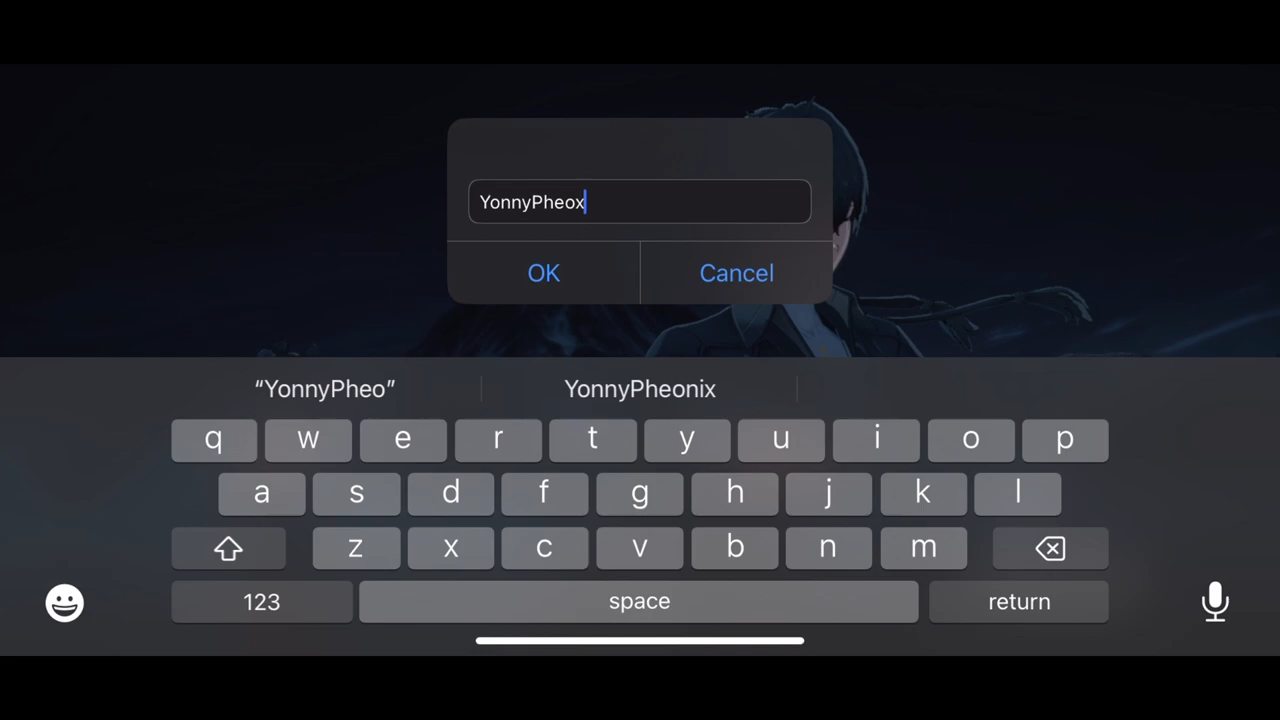 YonnyPheox
OK Cancel
“YonnyPheo” YonnyPheonix
q w e r t y u i o p
a s d f g h j k l
z x c v b n m
123 space return